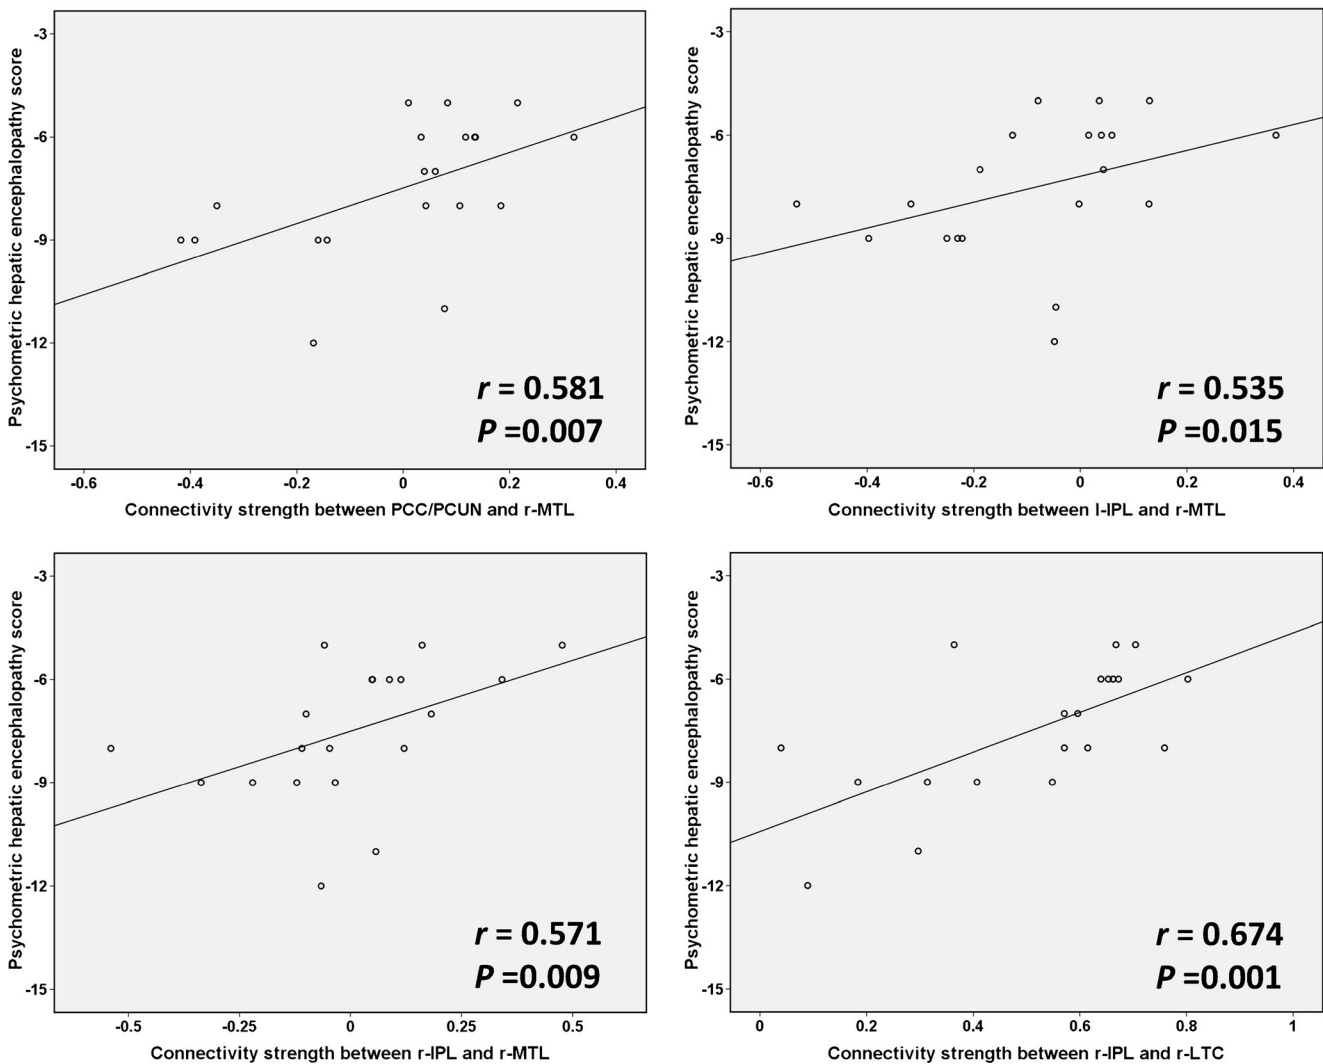 Psychometric hepatic encephalopathy score
-3
-6
-9
-12
-15
r = 0.581
P =0.007
-0.6
-0.4
-0.2
0
0.2
0.4
Connectivity strength between PCC/PCUN and r-MTL
Psychometric hepatic encephalopathy score
-3
-6
-9
-12
-15
r = 0.535
P =0.015
-0.6
-0.4
-0.2
0
0.2
0.4
Connectivity strength between l-IPL and r-MTL
Psychometric hepatic encephalopathy score
-3
-6
-9
-12
-15
r = 0.571
P =0.009
-0.5
-0.25
0
0.25
0.5
Connectivity strength between r-IPL and r-MTL
Psychometric hepatic encephalopathy score
-3
-6
-9
-12
-15
r = 0.674
P =0.001
0
0.2
0.4
0.6
0.8
1
Connectivity strength between r-IPL and r-LTC